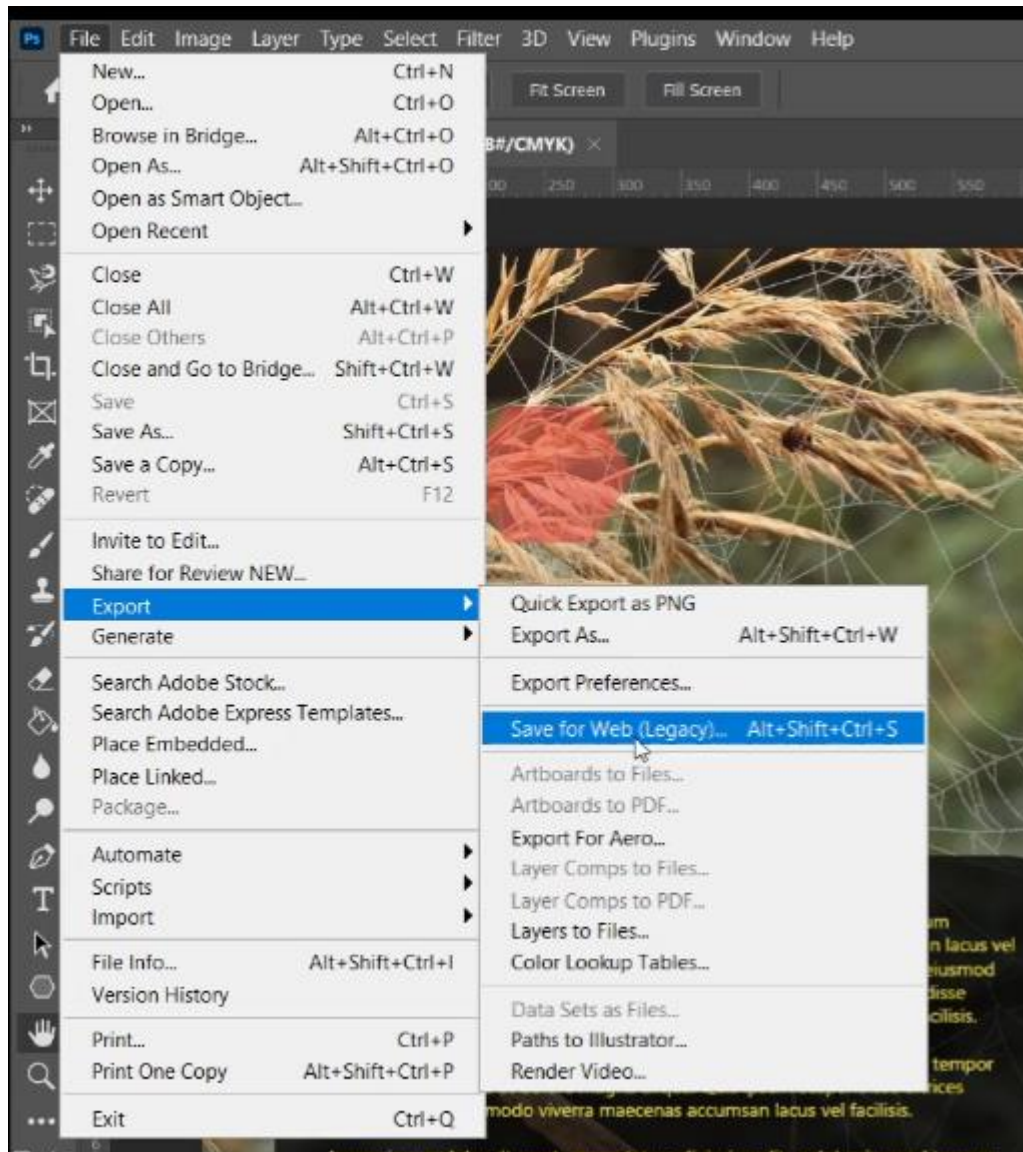 Ps File Edit Image Layer Type Select Filter 3D View Plugins Window Help
New... Ctrl+N
Fit Screen Fill Screen
Open... Ctrl+O
Browse in Bridge... Alt+Ctrl+O
B#/CMYK) ×
Open As... Alt+Shift+Ctrl+O
250 300 350 400 450 500 550
Open as Smart Object...
Open Recent
Close Ctrl+W
Close All Alt+Ctrl+W
Close Others Alt+Ctrl+P
Close and Go to Bridge... Shift+Ctrl+W
Save Ctrl+S
Save As... Shift+Ctrl+S
Save a Copy... Alt+Ctrl+S
Revert F12
Invite to Edit...
Share for Review NEW...
Export
Generate
Search Adobe Stock...
Search Adobe Express Templates...
Place Embedded...
Place Linked...
Package...
Automate
Scripts
Import
File Info... Alt+Shift+Ctrl+I
Version History
Print... Ctrl+P
Print One Copy Alt+Shift+Ctrl+P
Exit Ctrl+Q
Quick Export as PNG
Export As... Alt+Shift+Ctrl+W
Export Preferences...
Save for Web (Legacy)... Alt+Shift+Ctrl+S
Artboards to Files...
Artboards to PDF...
Export For Aero...
Layer Comps to Files...
Layer Comps to PDF...
Layers to Files...
Color Lookup Tables...
Data Sets as Files...
Paths to Illustrator...
Render Video...
um
n lacus vel
eiusmod
disse
cilisis.
tempor
rices
modo viverra maecenas accumsan lacus vel facilisis.